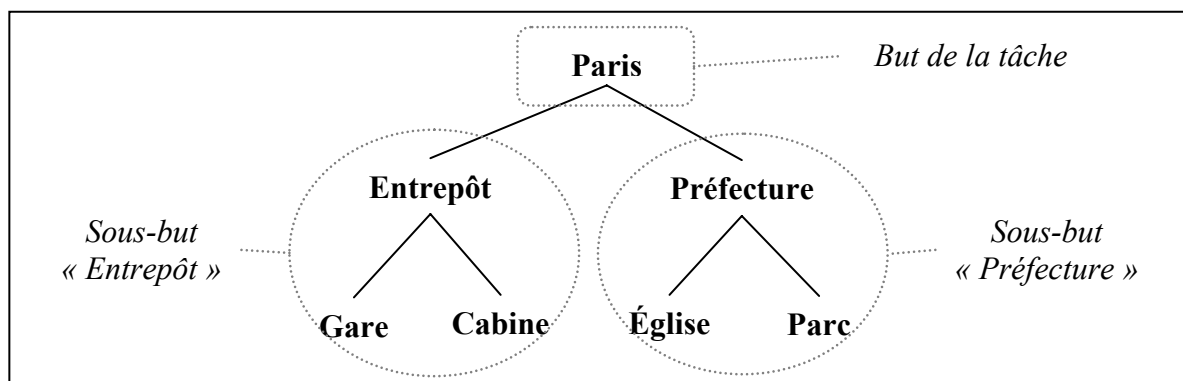 Paris
But de la tâche
Entrepôt
Préfecture
Sous-but
« Entrepôt »
Sous-but
« Préfecture »
Gare
Cabine
Église
Parc